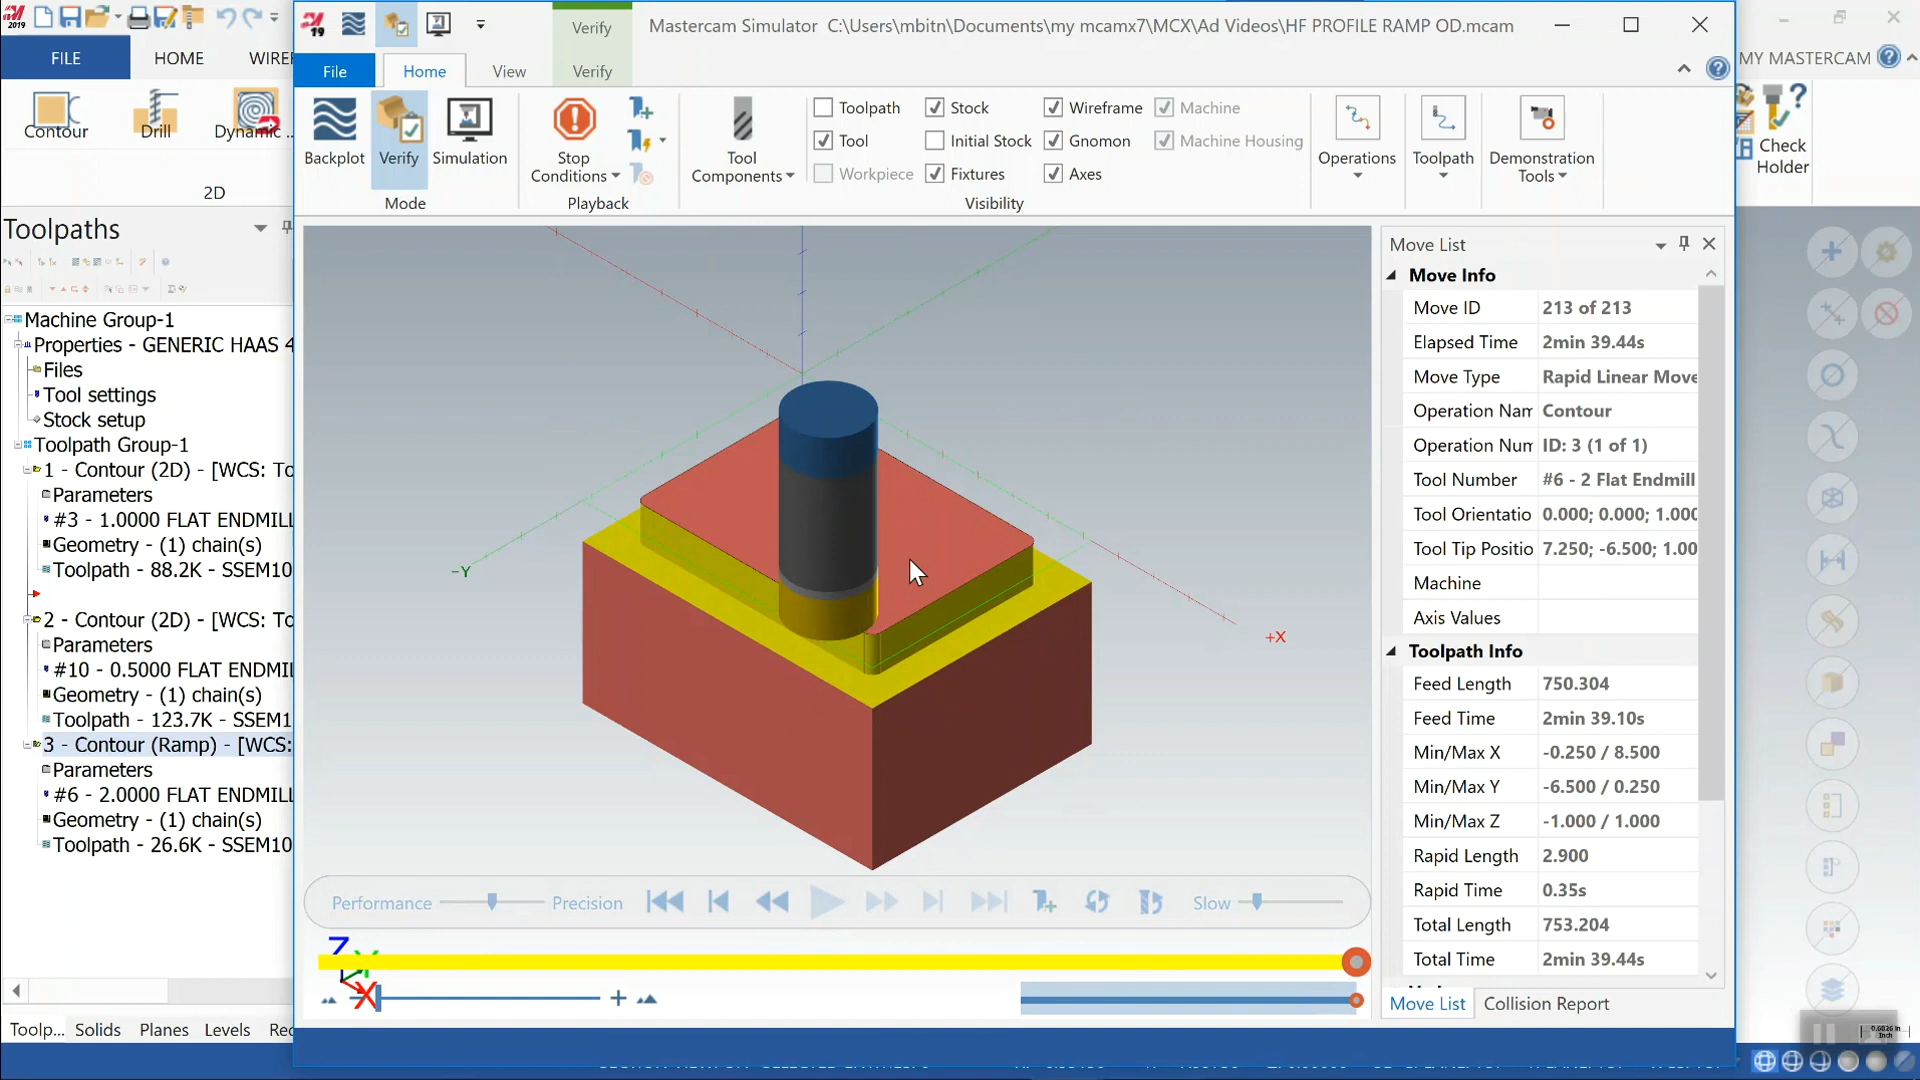 2019
Mastercam Simulator C:\Users\mbitn\Documents\my mcamx7\MCX\Ad Videos\HF PROFILE RAMP OD.mcam
19
Verify
FILE
HOME
WIRE
File
Home
View
Verify
MY MASTERCAM
Contour
Drill
Dynamic ...
2D
Backplot
Verify
Simulation
Mode
Stop
Conditions
Playback
Tool
Components
Toolpath
Tool
Workpiece
Stock
Initial Stock
Fixtures
Wireframe
Gnomon
Axes
Machine
Machine Housing
Visibility
Operations
Toolpath
Demonstration
Tools
Check
Holder
Toolpaths
Machine Group-1
Properties - GENERIC HAAS 4
Files
Tool settings
Stock setup
Toolpath Group-1
1 - Contour (2D) - [WCS: To
Parameters
#3 - 1.0000 FLAT ENDMILL
Geometry - (1) chain(s)
Toolpath - 88.2K - SSEM10
2 - Contour (2D) - [WCS: To
Parameters
#10 - 0.5000 FLAT ENDMI
Geometry - (1) chain(s)
Toolpath - 123.7K - SSEM1
3 - Contour (Ramp) - [WCS:
Parameters
#6 - 2.0000 FLAT ENDMILL
Geometry - (1) chain(s)
Toolpath - 26.6K - SSEM10
Toolp...
Solids
Planes
Levels
Rec
-Y
+X
Performance
Precision
Slow
Z
Y
X
Move List
Move Info
Move ID 213 of 213
Elapsed Time 2min 39.44s
Move Type Rapid Linear Move
Operation Nam Contour
Operation Num ID: 3 (1 of 1)
Tool Number #6 - 2 Flat Endmill
Tool Orientatio 0.000; 0.000; 1.000
Tool Tip Positio 7.250; -6.500; 1.00
Machine
Axis Values
Toolpath Info
Feed Length 750.304
Feed Time 2min 39.10s
Min/Max X -0.250 / 8.500
Min/Max Y -6.500 / 0.250
Min/Max Z -1.000 / 1.000
Rapid Length 2.900
Rapid Time 0.35s
Total Length 753.204
Total Time 2min 39.44s
Move List
Collision Report
0.6026 in
Inch